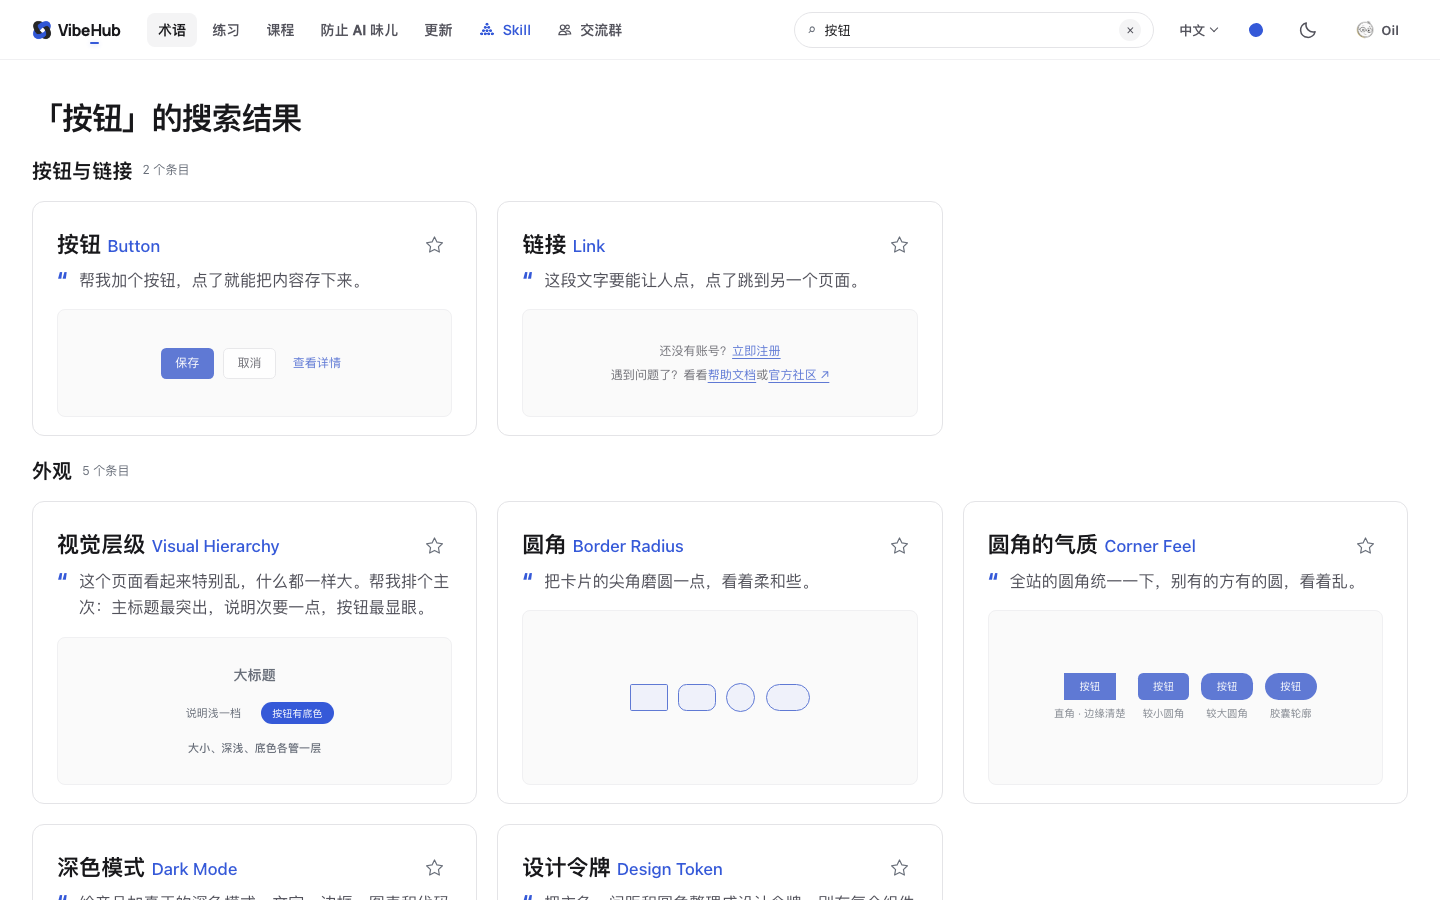 VibeHub 术语 练习 课程 防止 AI 味儿 更新 Skill 交流群 按钮 中文 Oil
「按钮」的搜索结果
按钮与链接 2 个条目
按钮 Button
“ 帮我加个按钮，点了就能把内容存下来。
保存 取消 查看详情
链接 Link
“ 这段文字要能让人点，点了跳到另一个页面。
还没有账号？立即注册
遇到问题了？看看帮助文档或官方社区 ↗
外观 5 个条目
视觉层级 Visual Hierarchy
“ 这个页面看起来特别乱，什么都一样大。帮我排个主
次：主标题最突出，说明次要一点，按钮最显眼。
大标题
说明浅一档 按钮有底色
大小、深浅、底色各管一层
圆角 Border Radius
“ 把卡片的尖角磨圆一点，看着柔和些。
圆角的气质 Corner Feel
“ 全站的圆角统一一下，别有的方有的圆，看着乱。
按钮 按钮 按钮 按钮
直角 · 边缘清楚 较小圆角 较大圆角 胶囊轮廓
深色模式 Dark Mode
设计令牌 Design Token